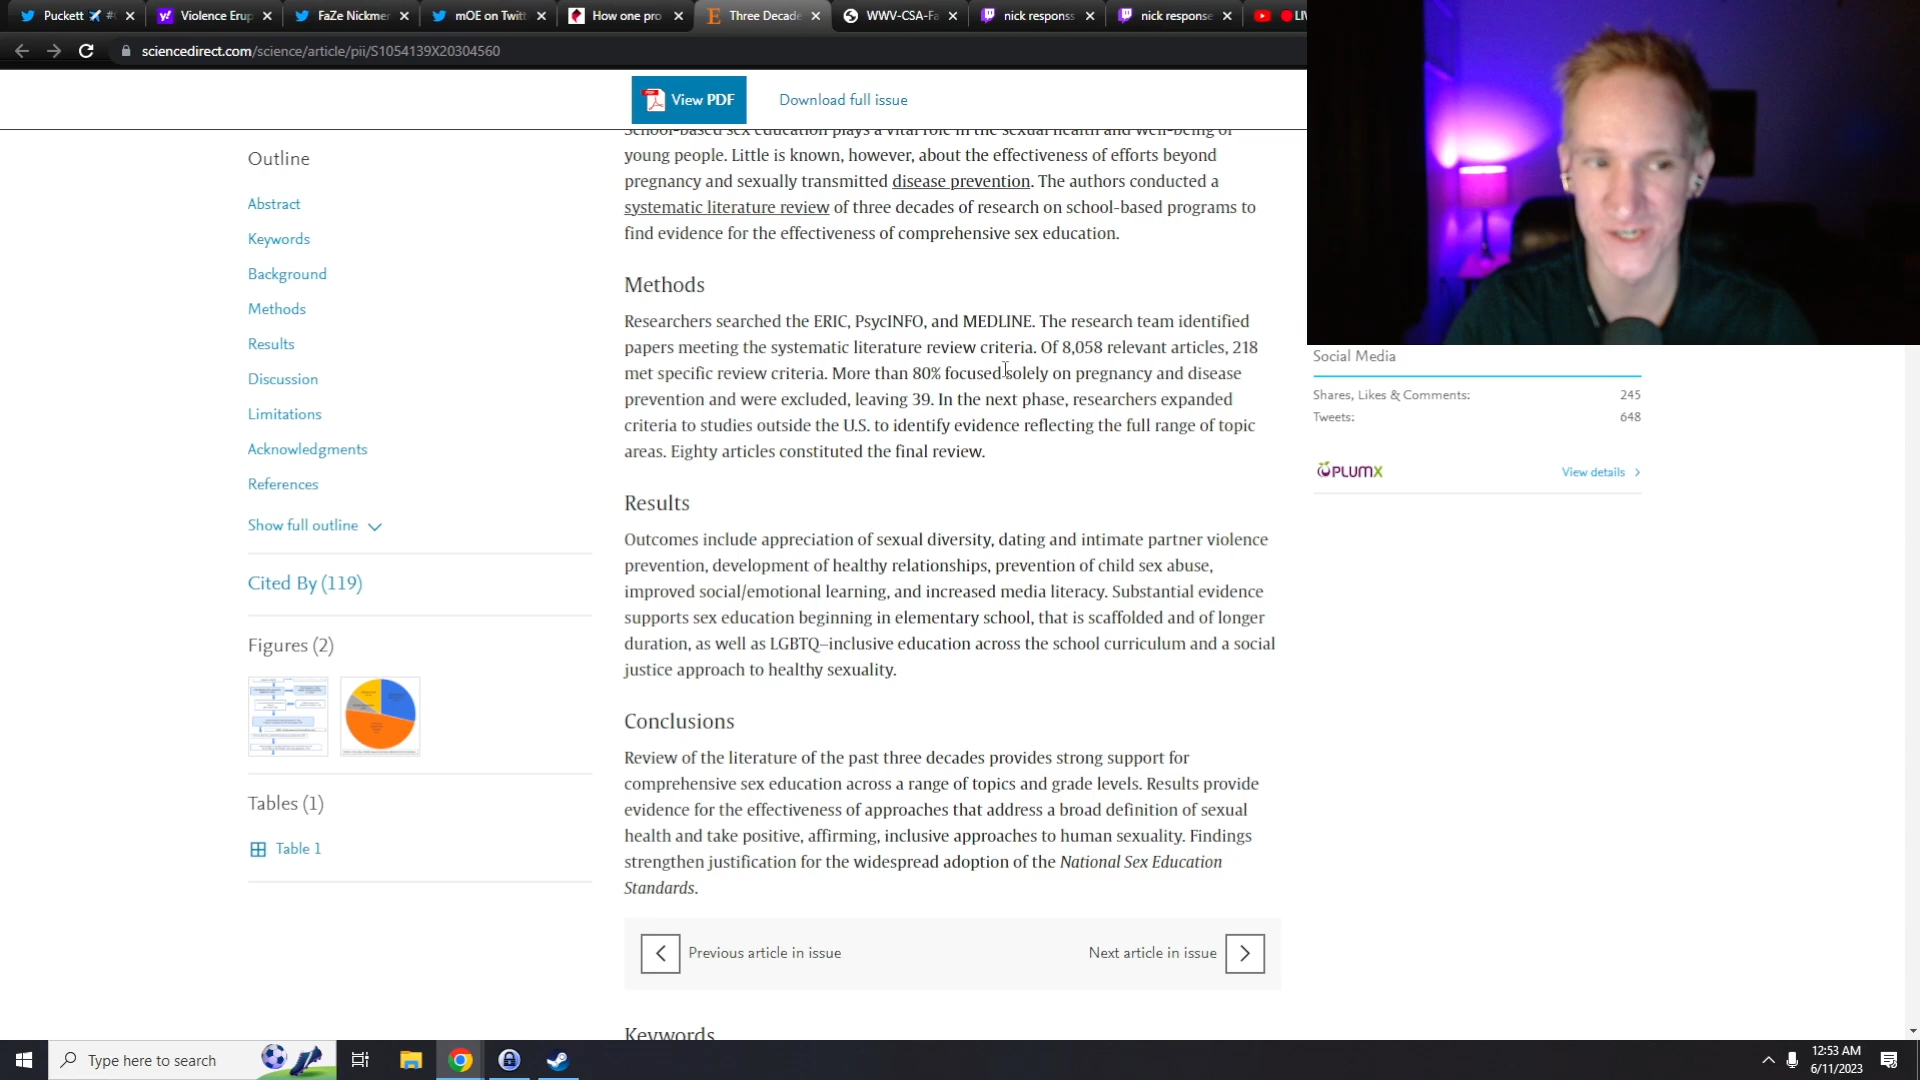 Puckett ✈ #
Violence Erup
FaZe Nickmer
mOE on Twitt
How one pro
Three Decade
WWV-CSA-Fa
nick responss
nick response
sciencedirect.com/science/article/pii/S1054139X20304560
View PDF
Download full issue
Outline
Abstract
Keywords
Background
Methods
Results
Discussion
Limitations
Acknowledgments
References
Show full outline
Cited By (119)
Figures (2)
Tables (1)
Table 1
School-based sex education plays a vital role in the sexual health and well-being of
young people. Little is known, however, about the effectiveness of efforts beyond
pregnancy and sexually transmitted disease prevention. The authors conducted a
systematic literature review of three decades of research on school-based programs to
find evidence for the effectiveness of comprehensive sex education.
Methods
Researchers searched the ERIC, PsycINFO, and MEDLINE. The research team identified
papers meeting the systematic literature review criteria. Of 8,058 relevant articles, 218
met specific review criteria. More than 80% focused solely on pregnancy and disease
prevention and were excluded, leaving 39. In the next phase, researchers expanded
criteria to studies outside the U.S. to identify evidence reflecting the full range of topic
areas. Eighty articles constituted the final review.
Results
Outcomes include appreciation of sexual diversity, dating and intimate partner violence
prevention, development of healthy relationships, prevention of child sex abuse,
improved social/emotional learning, and increased media literacy. Substantial evidence
supports sex education beginning in elementary school, that is scaffolded and of longer
duration, as well as LGBTQ–inclusive education across the school curriculum and a social
justice approach to healthy sexuality.
Conclusions
Review of the literature of the past three decades provides strong support for
comprehensive sex education across a range of topics and grade levels. Results provide
evidence for the effectiveness of approaches that address a broad definition of sexual
health and take positive, affirming, inclusive approaches to human sexuality. Findings
strengthen justification for the widespread adoption of the National Sex Education
Standards.
Previous article in issue
Next article in issue
Keywords
Social Media
Shares, Likes & Comments: 245
Tweets: 648
PLUMX
View details
Type here to search
12:53 AM
6/11/2023